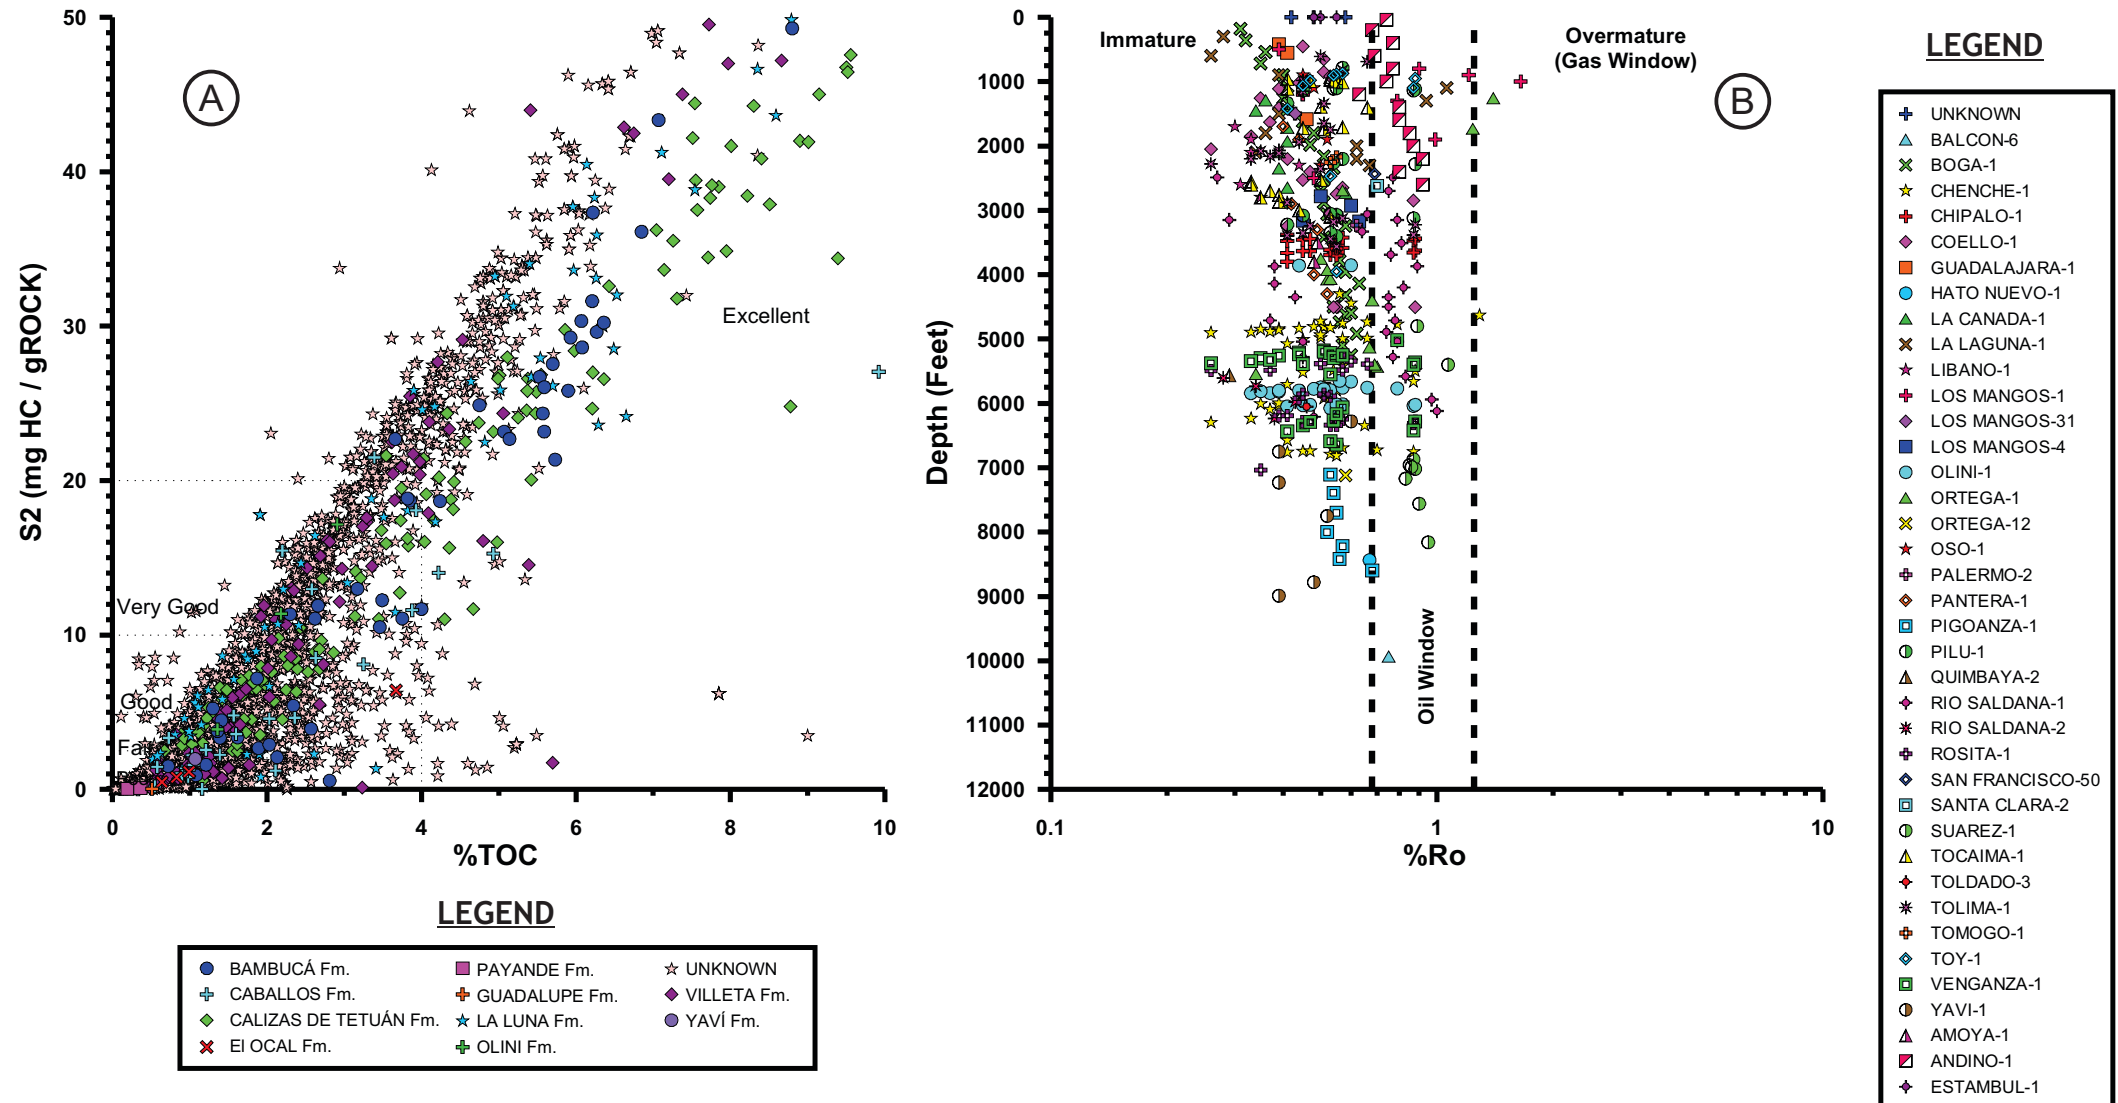 A
S2 (mg HC / gROCK)
50
40
30
20
10
0
Excellent
Very Good
Good
0
2
4
6
8
10
%TOC
LEGEND
BAMBUCÁ Fm.
CABALLOS Fm.
CALIZAS DE TETUÁN Fm.
El OCAL Fm.
PAYANDE Fm.
GUADALUPE Fm.
LA LUNA Fm.
OLINI Fm.
UNKNOWN
VILLETA Fm.
YAVÍ Fm.
B
Depth (Feet)
0
1000
2000
3000
4000
5000
6000
7000
8000
9000
10000
11000
12000
Immature
Overmature
(Gas Window)
Oil Window
0.1
1
10
%Ro
LEGEND
UNKNOWN
BALCON-6
BOGA-1
CHENCHE-1
CHIPALO-1
COELLO-1
GUADALAJARA-1
HATO NUEVO-1
LA CANADA-1
LA LAGUNA-1
LIBANO-1
LOS MANGOS-1
LOS MANGOS-31
LOS MANGOS-4
OLINI-1
ORTEGA-1
ORTEGA-12
OSO-1
PALERMO-2
PANTERA-1
PIGOANZA-1
PILU-1
QUIMBAYA-2
RIO SALDANA-1
RIO SALDANA-2
ROSITA-1
SAN FRANCISCO-50
SANTA CLARA-2
SUAREZ-1
TOCAIMA-1
TOLDADO-3
TOLIMA-1
TOMOGO-1
TOY-1
VENGANZA-1
YAVI-1
AMOYA-1
ANDINO-1
ESTAMBUL-1